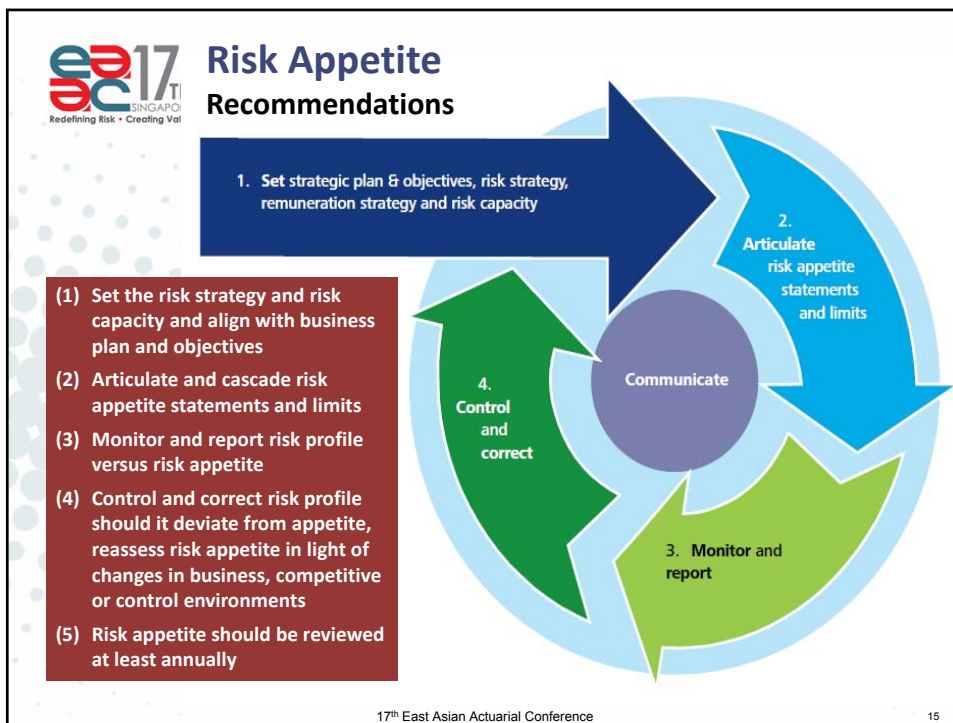 eaac 17TH
SINGAPOR
Redefining Risk • Creating Val
Risk Appetite
Recommendations
1. Set strategic plan & objectives, risk strategy,
remuneration strategy and risk capacity
2.
Articulate
risk appetite
statements
and limits
(1) Set the risk strategy and risk
capacity and align with business
plan and objectives
(2) Articulate and cascade risk
appetite statements and limits
(3) Monitor and report risk profile
versus risk appetite
(4) Control and correct risk profile
should it deviate from appetite,
reassess risk appetite in light of
changes in business, competitive
or control environments
(5) Risk appetite should be reviewed
at least annually
4.
Control
and
correct
Communicate
3. Monitor and
report
17th East Asian Actuarial Conference
15